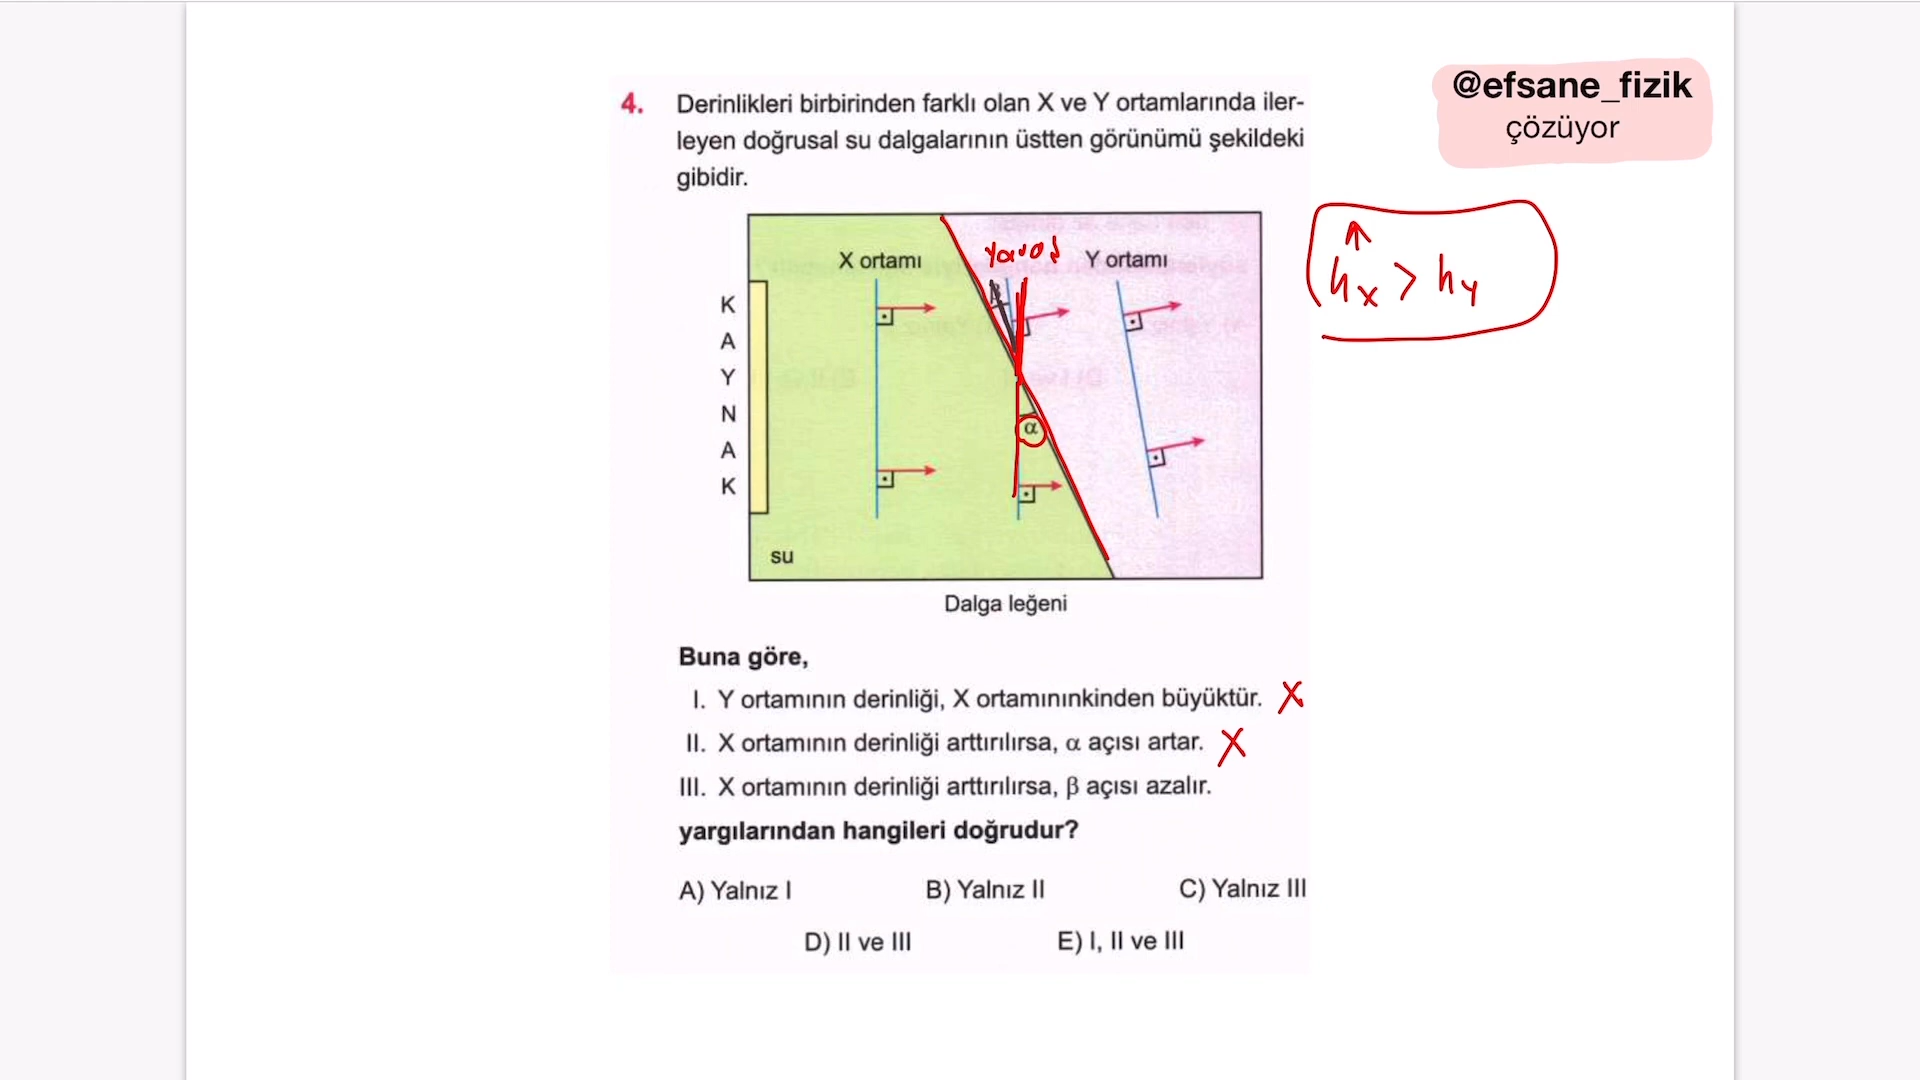 @efsane_fizik
çözüyor
4. Derinlikleri birbirinden farklı olan X ve Y ortamlarında iler-
leyen doğrusal su dalgalarının üstten görünümü şekildeki
gibidir.
X ortamı
Yavaş
Y ortamı
hx > hy
K
A
Y
N
A
K
β
α
su
Dalga leğeni
Buna göre,
I. Y ortamının derinliği, X ortamınınkinden büyüktür. X
II. X ortamının derinliği arttırılırsa, α açısı artar. X
III. X ortamının derinliği arttırılırsa, β açısı azalır.
yargılarından hangileri doğrudur?
A) Yalnız I
B) Yalnız II
C) Yalnız III
D) II ve III
E) I, II ve III